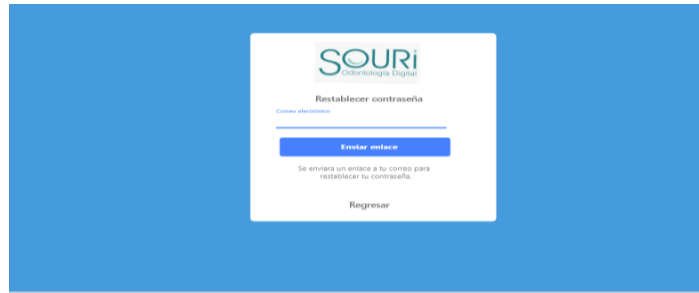 SOURi
Odontología Digital
Restablecer contraseña
Correo electrónico
Enviar enlace
Se enviara un enlace a tu correo para
restablecer tu contraseña.
Regresar